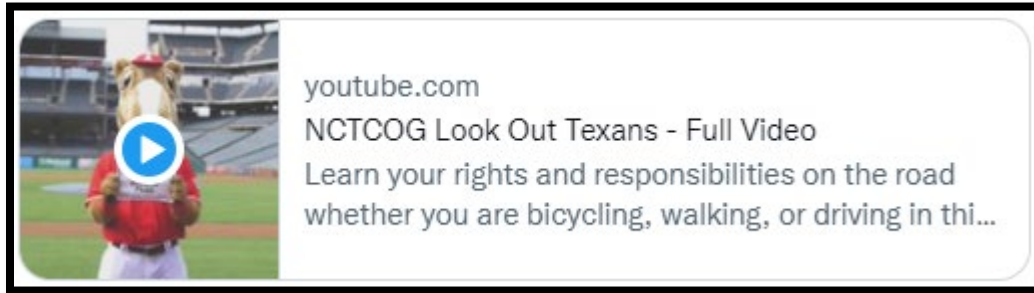 youtube.com
NCTCOG Look Out Texans - Full Video
Learn your rights and responsibilities on the road
whether you are bicycling, walking, or driving in thi...